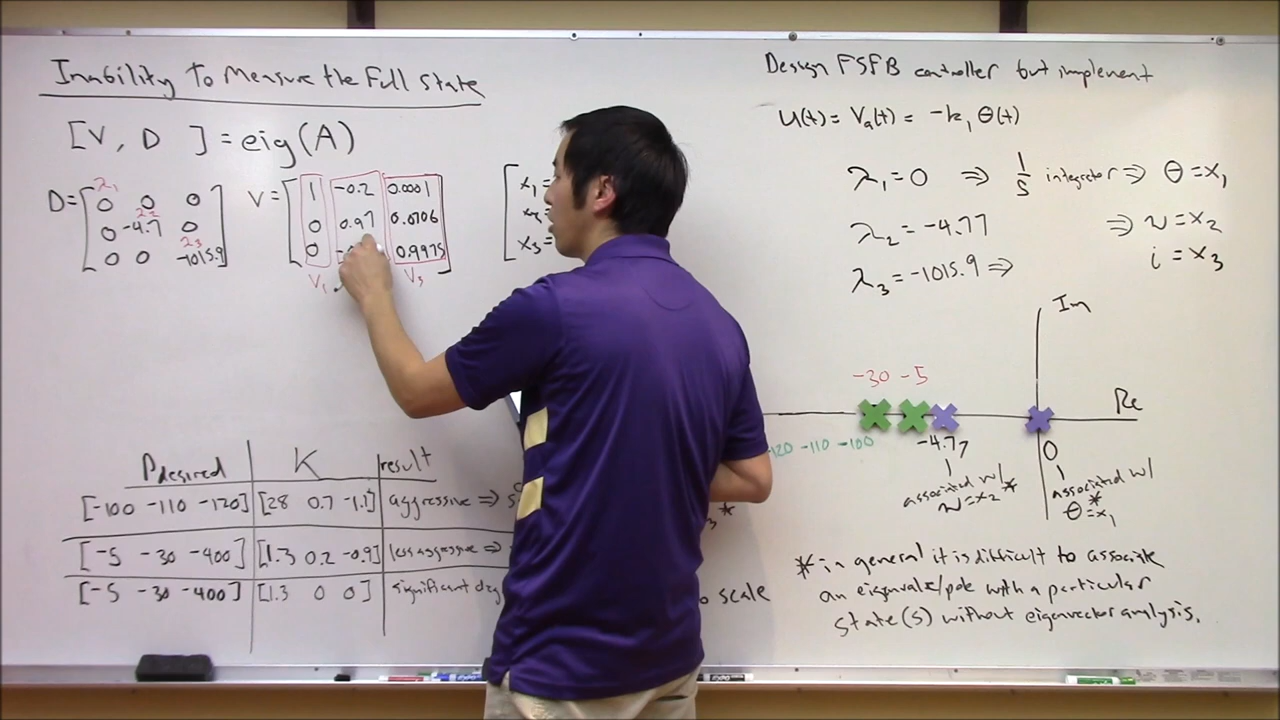 Inability to Measure the Full State
[V, D ] = eig(A)
D = [ 0 0 0
0 -4.7 0
0 0 -1015.9 ]
λ1
λ2
λ3
V = [ 1 -0.2 0.0001
0 0.97 0.0706
0 0.9975 ]
V1 V3
[ x1 =
x2 =
x3 =
Pdesired K result
[-100 -110 -120] [28 0.7 -1.1] aggressive ⇒
[-5 -30 -400] [1.3 0.2 -0.9] less aggressive ⇒
[-5 -30 -400] [1.3 0 0] significant
Design FSFB controller but implement
u(t) = Va(t) = -k1 θ(t)
λ1 = 0 ⇒ 1/s integrator ⇒ θ = x1
λ2 = -4.77 ⇒ w = x2
λ3 = -1015.9 ⇒ i = x3
Im
Re
-30 -5
-120 -110 -100
-4.77 0
associated w/ w = x2 *
associated w/ θ = x1 *
3 *
scale
* in general it is difficult to associate
an eigenvalue/pole with a particular
state(s) without eigenvector analysis.